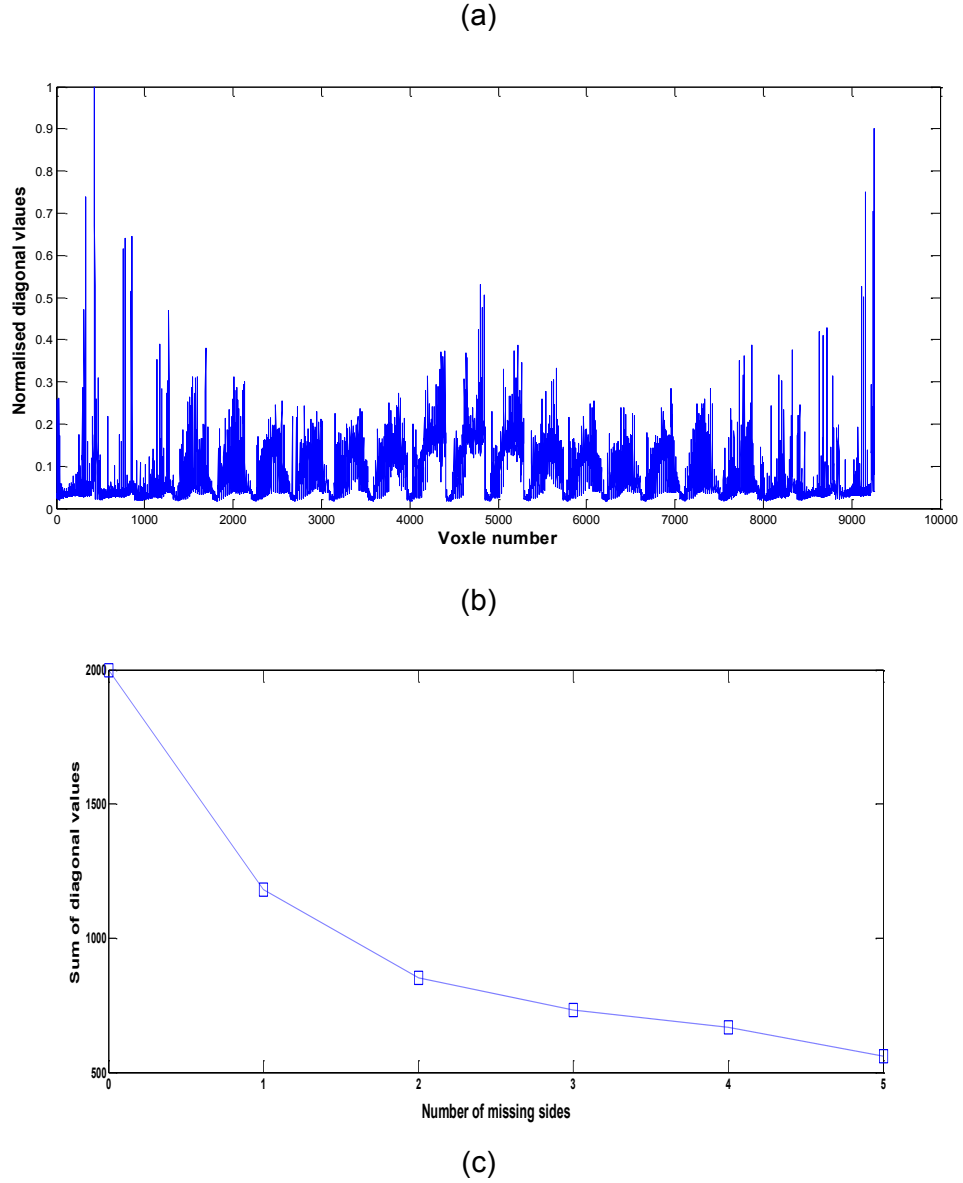 (a)
1
0.9
0.8
0.7
0.6
0.5
0.4
0.3
0.2
0.1
0
Normalised diagonal vlaues
0 1000 2000 3000 4000 5000 6000 7000 8000 9000 10000
Voxle number
(b)
2000
1500
1000
500
Sum of diagonal values
0 1 2 3 4 5
Number of missing sides
(c)